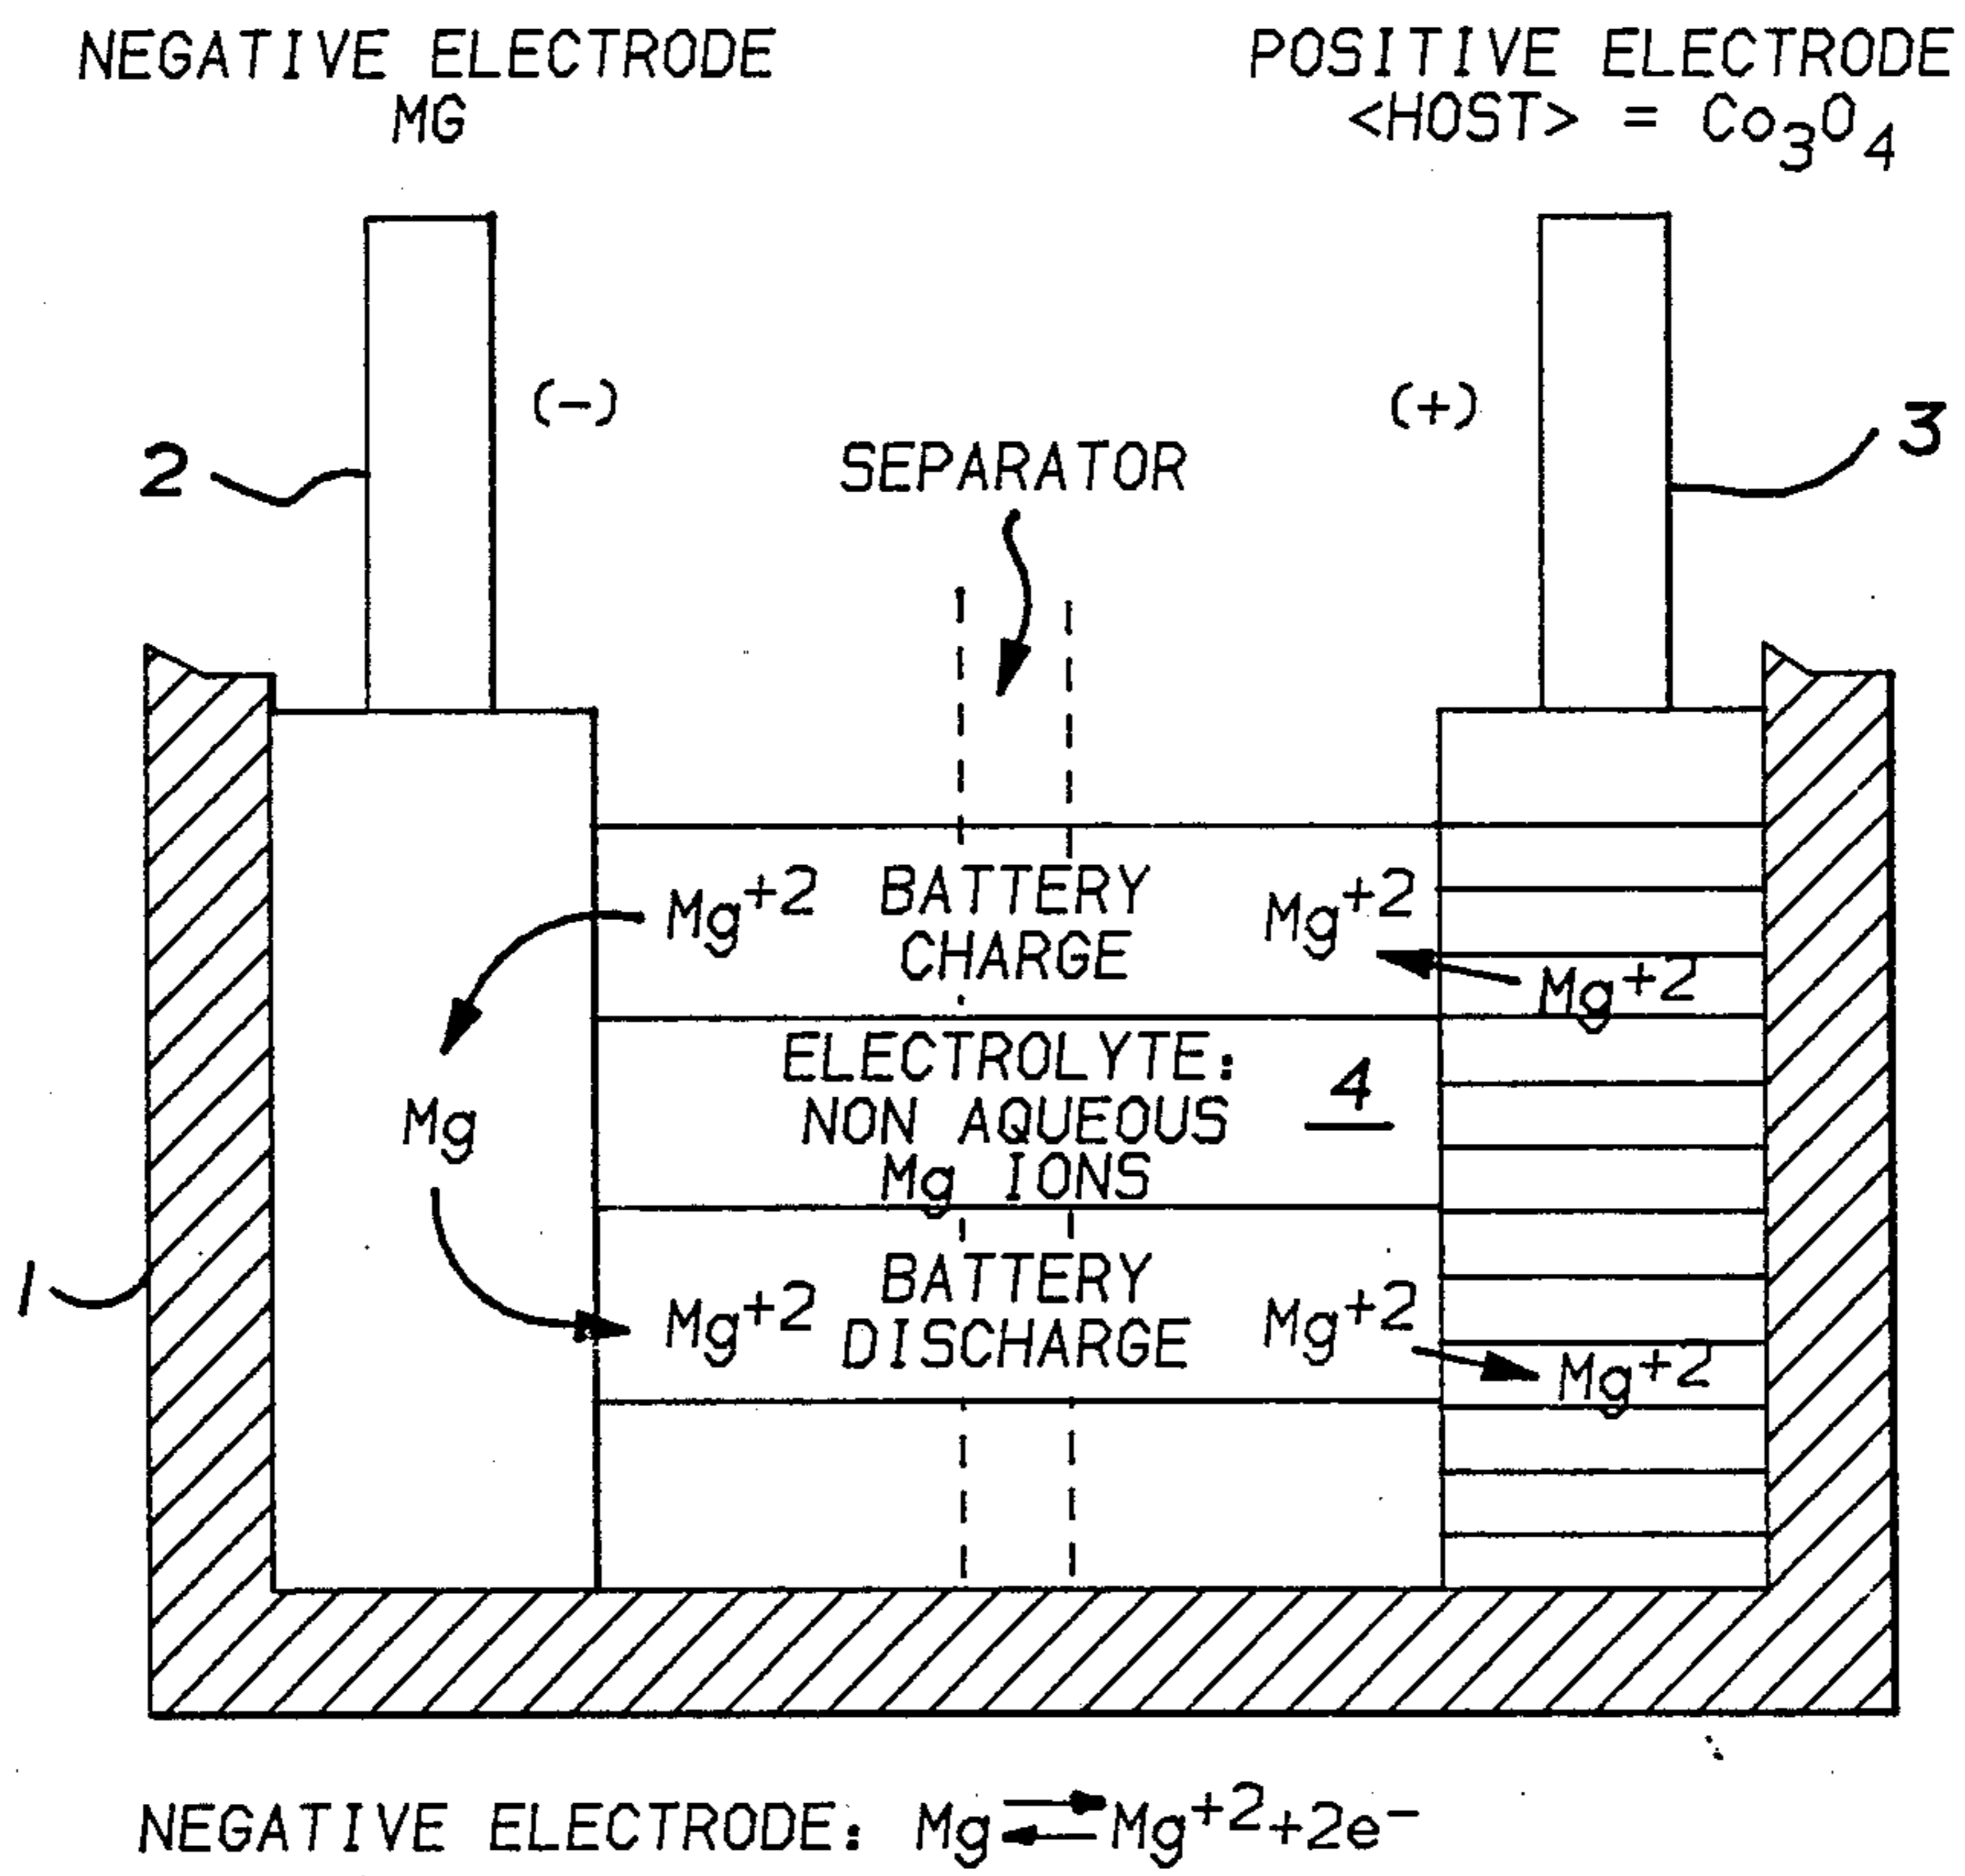 NEGATIVE ELECTRODE
MG
POSITIVE ELECTRODE
<HOST> = Co₃O₄
(-)
(+)
2
3
SEPARATOR
Mg⁺²
BATTERY
CHARGE
Mg⁺²
Mg⁺²
ELECTROLYTE:
NON AQUEOUS
Mg IONS
4
Mg
1
Mg⁺²
BATTERY
DISCHARGE
Mg⁺²
Mg⁺²
NEGATIVE ELECTRODE: Mg ⇄ Mg⁺²+2e⁻